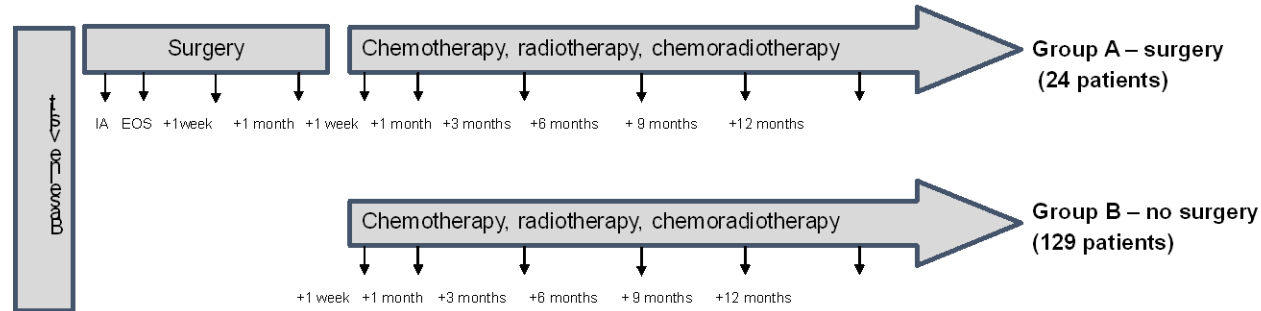 Baseline visit
Surgery
Chemotherapy, radiotherapy, chemoradiotherapy
Group A – surgery
(24 patients)
IA EOS +1week +1 month +1 week +1 month +3 months +6 months + 9 months +12 months
Chemotherapy, radiotherapy, chemoradiotherapy
Group B – no surgery
(129 patients)
+1 week +1 month +3 months +6 months + 9 months +12 months